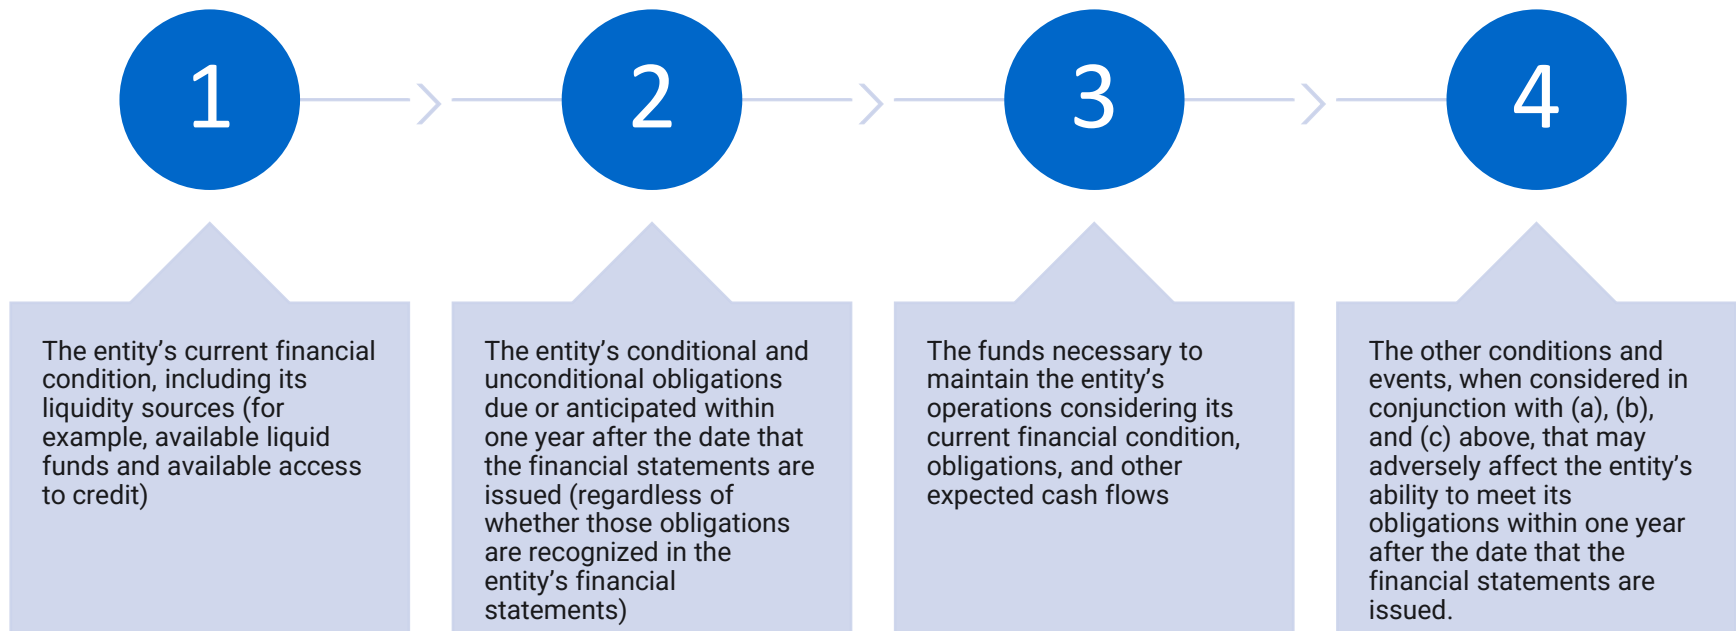 1
2
3
4
The entity’s current financial
condition, including its
liquidity sources (for
example, available liquid
funds and available access
to credit)
The entity’s conditional and
unconditional obligations
due or anticipated within
one year after the date that
the financial statements are
issued (regardless of
whether those obligations
are recognized in the
entity’s financial
statements)
The funds necessary to
maintain the entity’s
operations considering its
current financial condition,
obligations, and other
expected cash flows
The other conditions and
events, when considered in
conjunction with (a), (b),
and (c) above, that may
adversely affect the entity’s
ability to meet its
obligations within one year
after the date that the
financial statements are
issued.